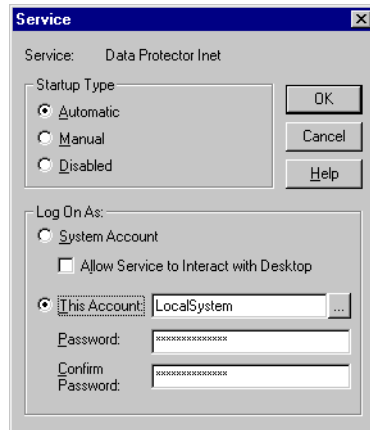 Service
Service: Data Protector Inet
Startup Type
Automatic
Manual
Disabled
OK
Cancel
Help
Log On As:
System Account
Allow Service to Interact with Desktop
This Account: LocalSystem ...
Password: **************
Confirm Password: **************